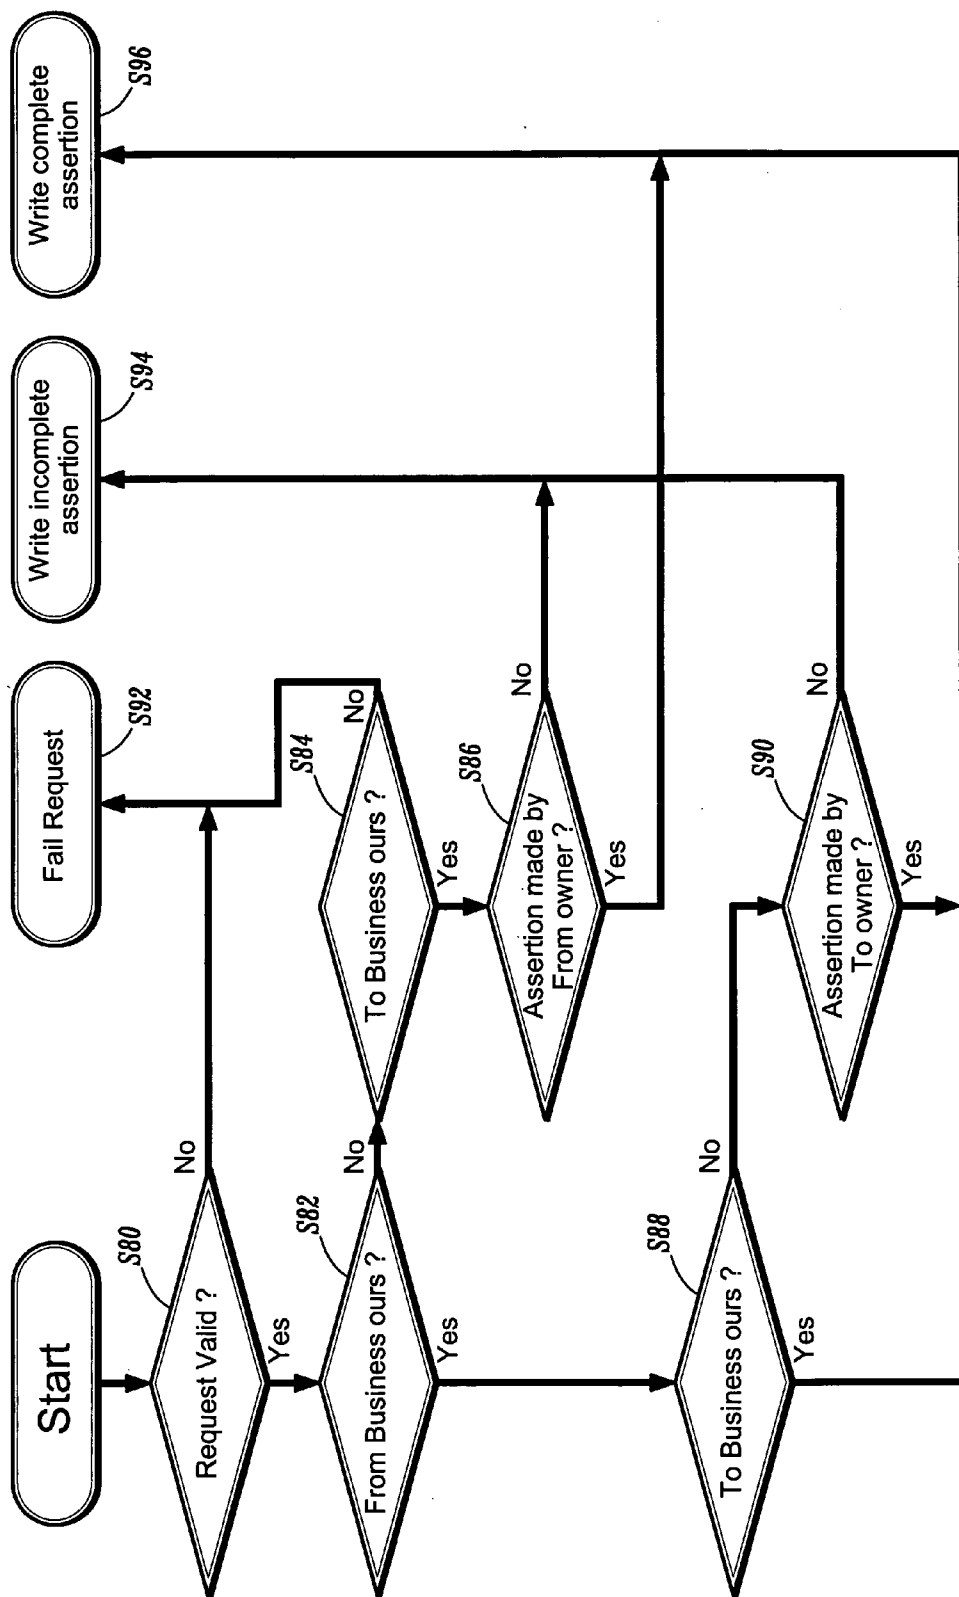 Start
Fail Request
S92
Write incomplete
assertion
S94
Write complete
assertion
S96
S80
Request Valid ?
No
Yes
S82
From Business ours ?
No
Yes
S84
To Business ours ?
No
Yes
S86
Assertion made by
From owner ?
No
Yes
S88
To Business ours ?
No
Yes
S90
Assertion made by
To owner ?
No
Yes